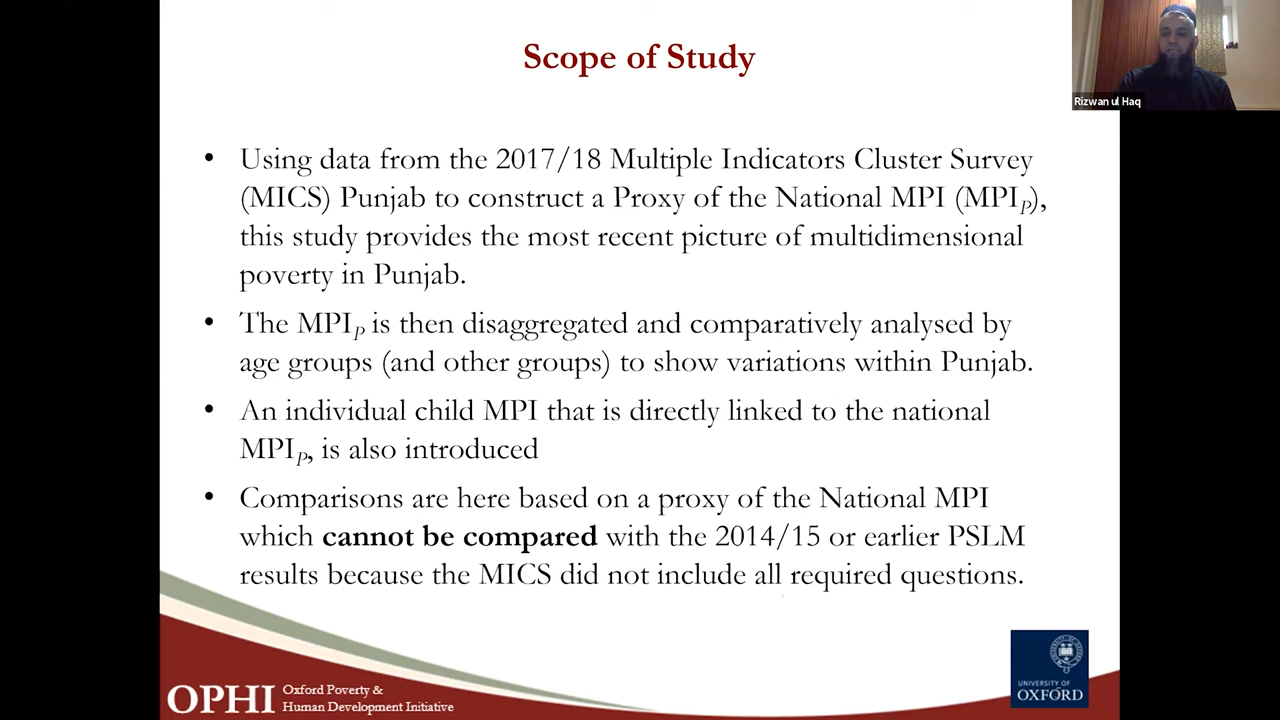 Scope of Study
Rizwan ul Haq
• Using data from the 2017/18 Multiple Indicators Cluster Survey
(MICS) Punjab to construct a Proxy of the National MPI (MPIP),
this study provides the most recent picture of multidimensional
poverty in Punjab.
• The MPIP is then disaggregated and comparatively analysed by
age groups (and other groups) to show variations within Punjab.
• An individual child MPI that is directly linked to the national
MPIP, is also introduced
• Comparisons are here based on a proxy of the National MPI
which cannot be compared with the 2014/15 or earlier PSLM
results because the MICS did not include all required questions.
OPHI
Oxford Poverty &
Human Development Initiative
UNIVERSITY OF
OXFORD